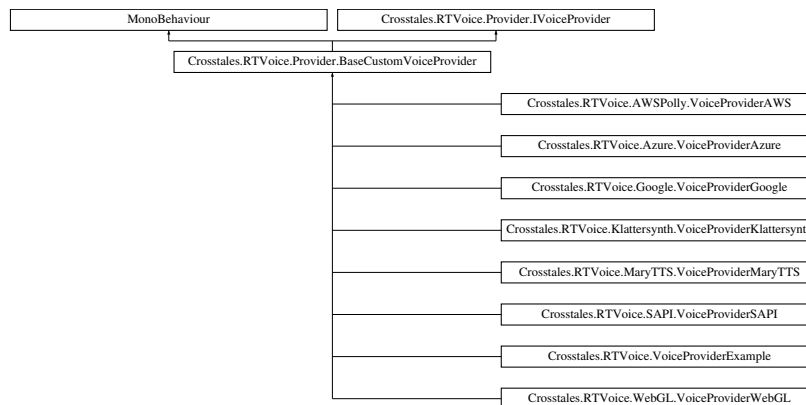 MonoBehaviour
Crosstales.RTVoice.Provider.IVoiceProvider
Crosstales.RTVoice.Provider.BaseCustomVoiceProvider
Crosstales.RTVoice.AWSPolly.VoiceProviderAWS
Crosstales.RTVoice.Azure.VoiceProviderAzure
Crosstales.RTVoice.Google.VoiceProviderGoogle
Crosstales.RTVoice.Klattersynth.VoiceProviderKlattersynt
Crosstales.RTVoice.MaryTTS.VoiceProviderMaryTTS
Crosstales.RTVoice.SAPI.VoiceProviderSAPI
Crosstales.RTVoice.VoiceProviderExample
Crosstales.RTVoice.WebGL.VoiceProviderWebGL